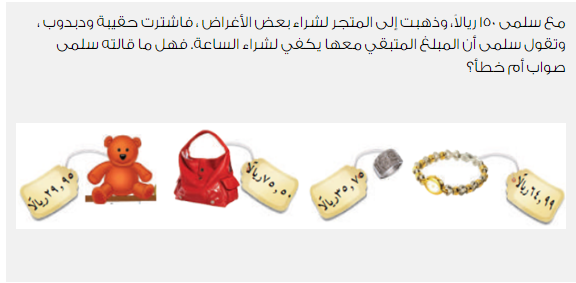 مع سلمى ١٥٠ ريالاً، وذهبت إلى المتجر لشراء بعض الأغراض ، فاشترت حقيبة ودبدوب ،
وتقول سلمى أن المبلغ المتبقي معها يكفي لشراء الساعة. فهل ما قالته سلمى
صواب أم خطأ؟
٦٤,٩٩ ريالًا
٣٥,٧٥ ريالًا
٧٥,٥٠ ريالًا
٢٩,٩٥ ريالًا